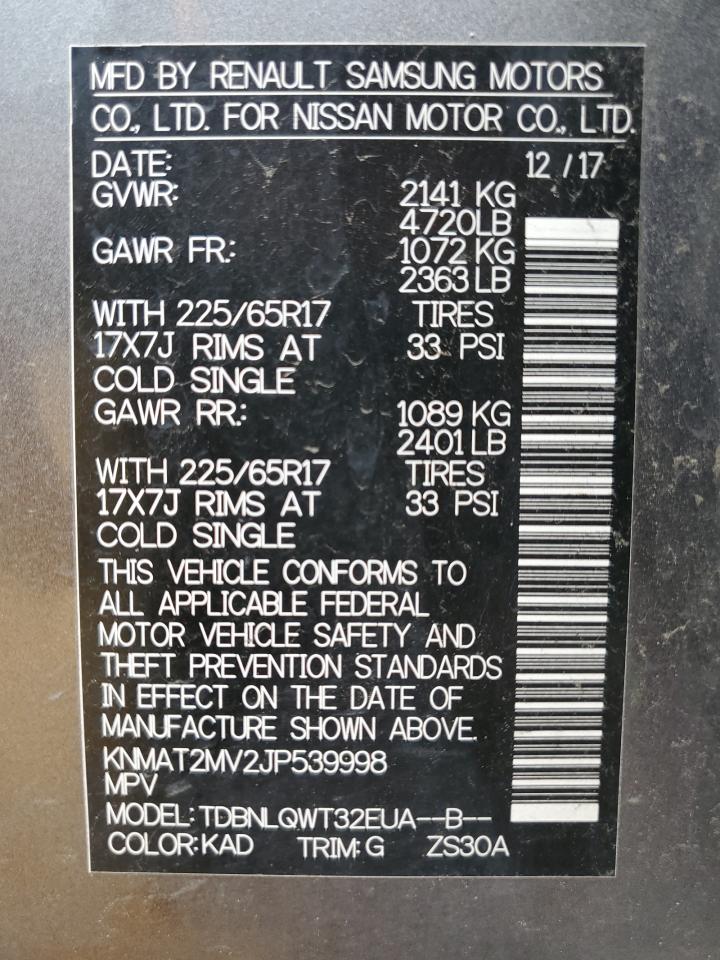 MFD BY RENAULT SAMSUNG MOTORS
CO., LTD. FOR NISSAN MOTOR CO., LTD.
DATE: 12 / 17
GVWR: 2141 KG
4720LB
GAWR FR.: 1072 KG
2363 LB
WITH 225/65R17 TIRES
17X7J RIMS AT 33 PSI
COLD SINGLE
GAWR RR.: 1089 KG
2401 LB
WITH 225/65R17 TIRES
17X7J RIMS AT 33 PSI
COLD SINGLE
THIS VEHICLE CONFORMS TO
ALL APPLICABLE FEDERAL
MOTOR VEHICLE SAFETY AND
THEFT PREVENTION STANDARDS
IN EFFECT ON THE DATE OF
MANUFACTURE SHOWN ABOVE.
KNMAT2MV2JP539998
MPV
MODEL: TDBNLQWT32EUA--B--
COLOR: KAD TRIM: G ZS30A